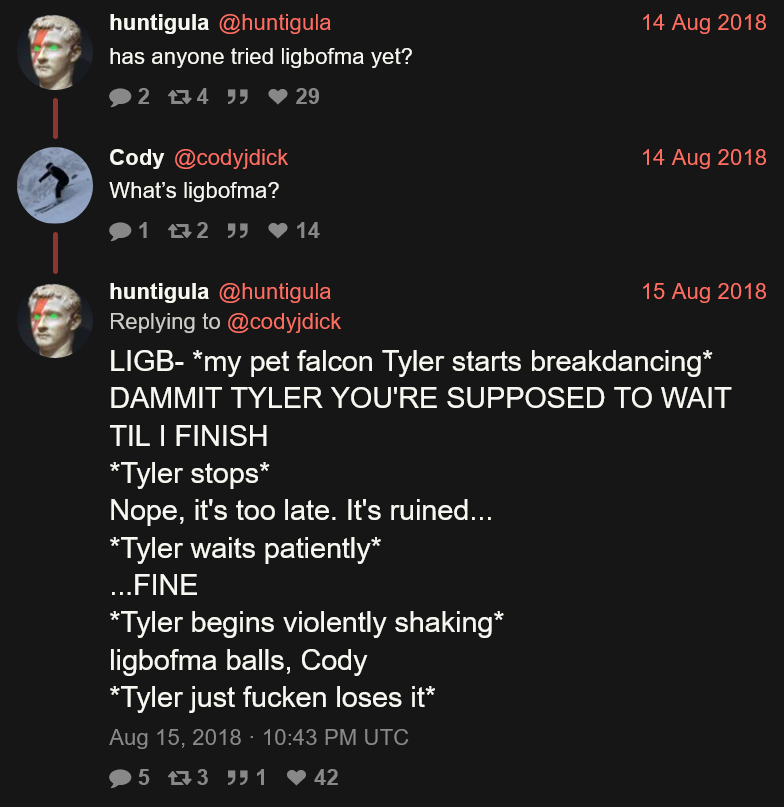 huntigula @huntigula 14 Aug 2018
has anyone tried ligbofma yet?
2 4 29
Cody @codyjdick 14 Aug 2018
What’s ligbofma?
1 2 14
huntigula @huntigula 15 Aug 2018
Replying to @codyjdick
LIGB- *my pet falcon Tyler starts breakdancing*
DAMMIT TYLER YOU'RE SUPPOSED TO WAIT
TIL I FINISH
*Tyler stops*
Nope, it's too late. It's ruined...
*Tyler waits patiently*
...FINE
*Tyler begins violently shaking*
ligbofma balls, Cody
*Tyler just fucken loses it*
Aug 15, 2018 · 10:43 PM UTC
5 3 1 42